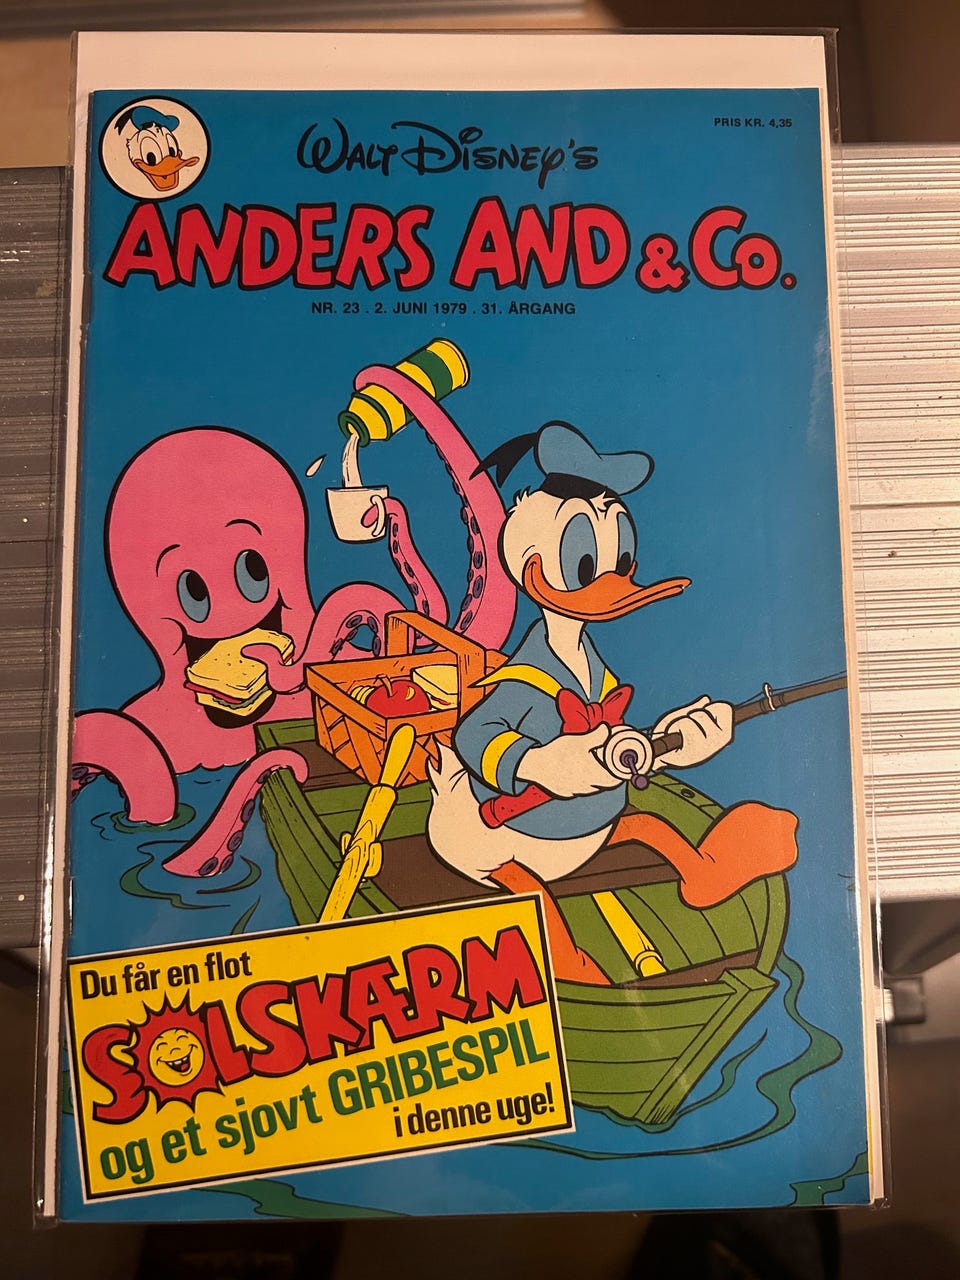 WALT DISNEY'S
PRIS KR. 4,35
ANDERS AND & Co.
NR. 23 . 2. JUNI 1979 . 31. ÅRGANG
Du får en flot
SOLSKÆRM
og et sjovt GRIBESPIL
i denne uge!